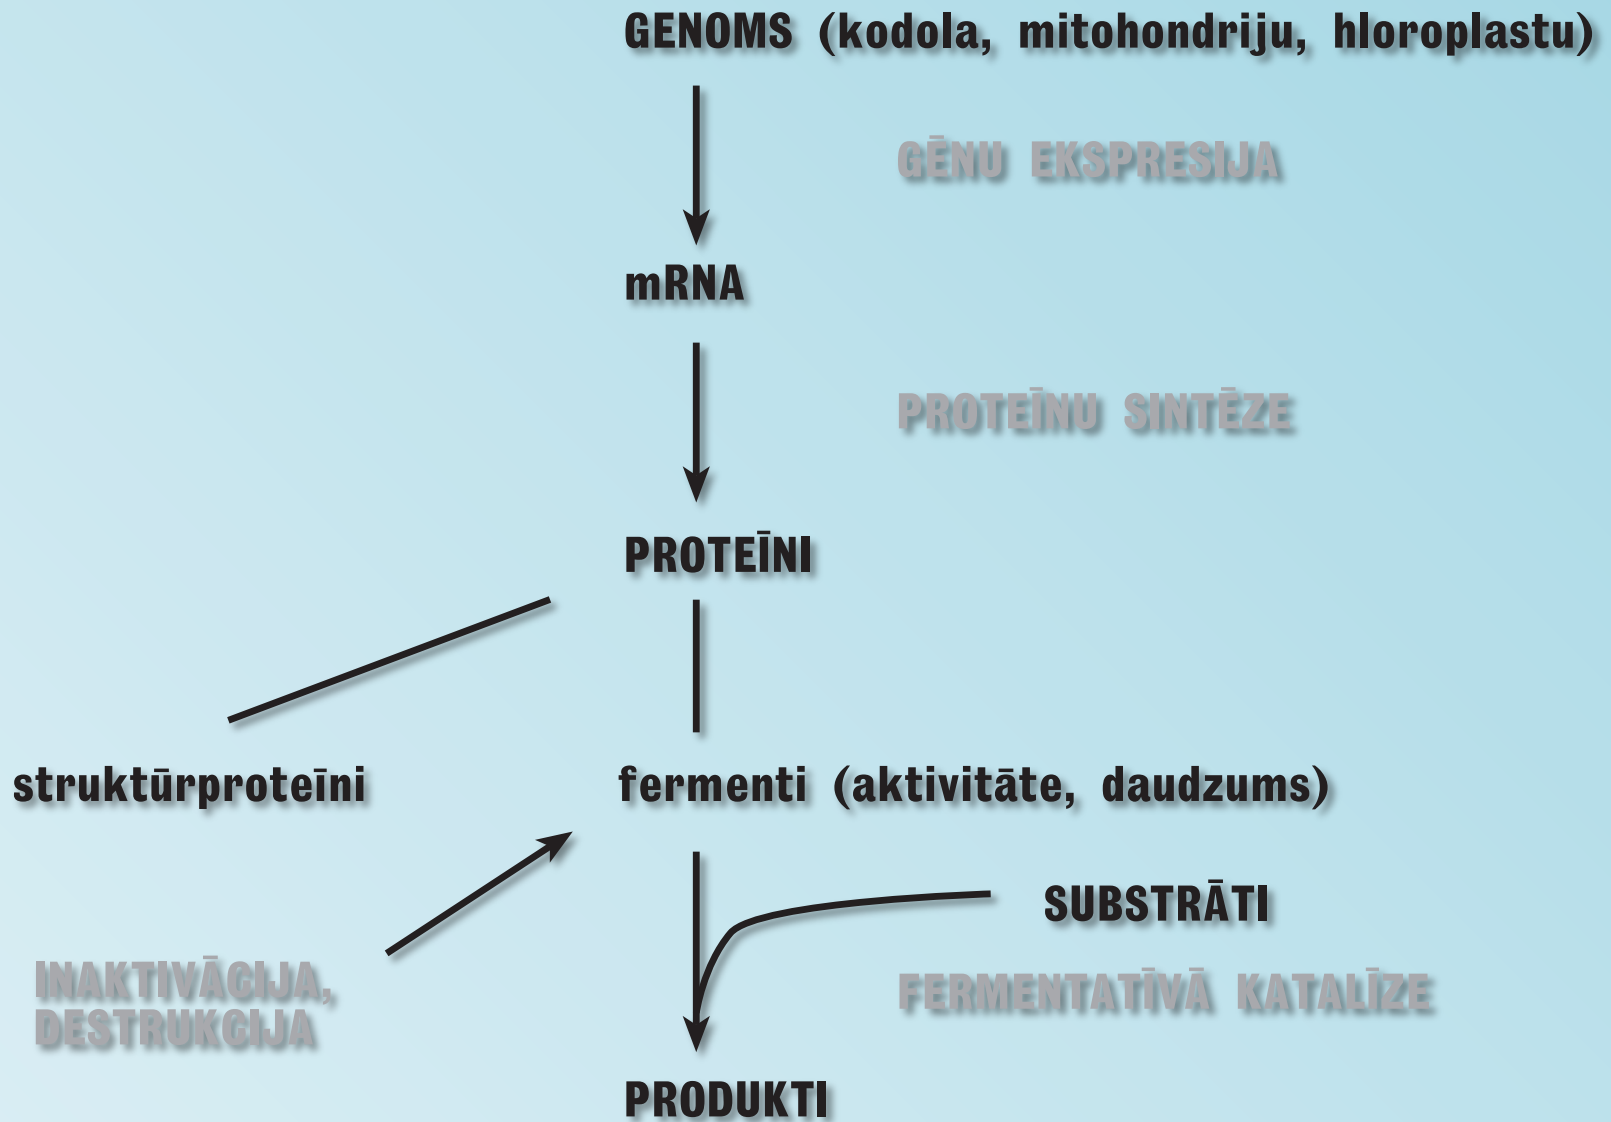 GENOMS (kodola, mitohondriju, hloroplastu)
GĒNU EKSPRESIJA
mRNA
PROTEĪNU SINTĒZE
PROTEĪNI
struktūrproteīni
fermenti (aktivitāte, daudzums)
SUBSTRĀTI
INAKTIVĀCIJA,
DESTRUKCIJA
FERMENTATĪVĀ KATALĪZE
PRODUKTI